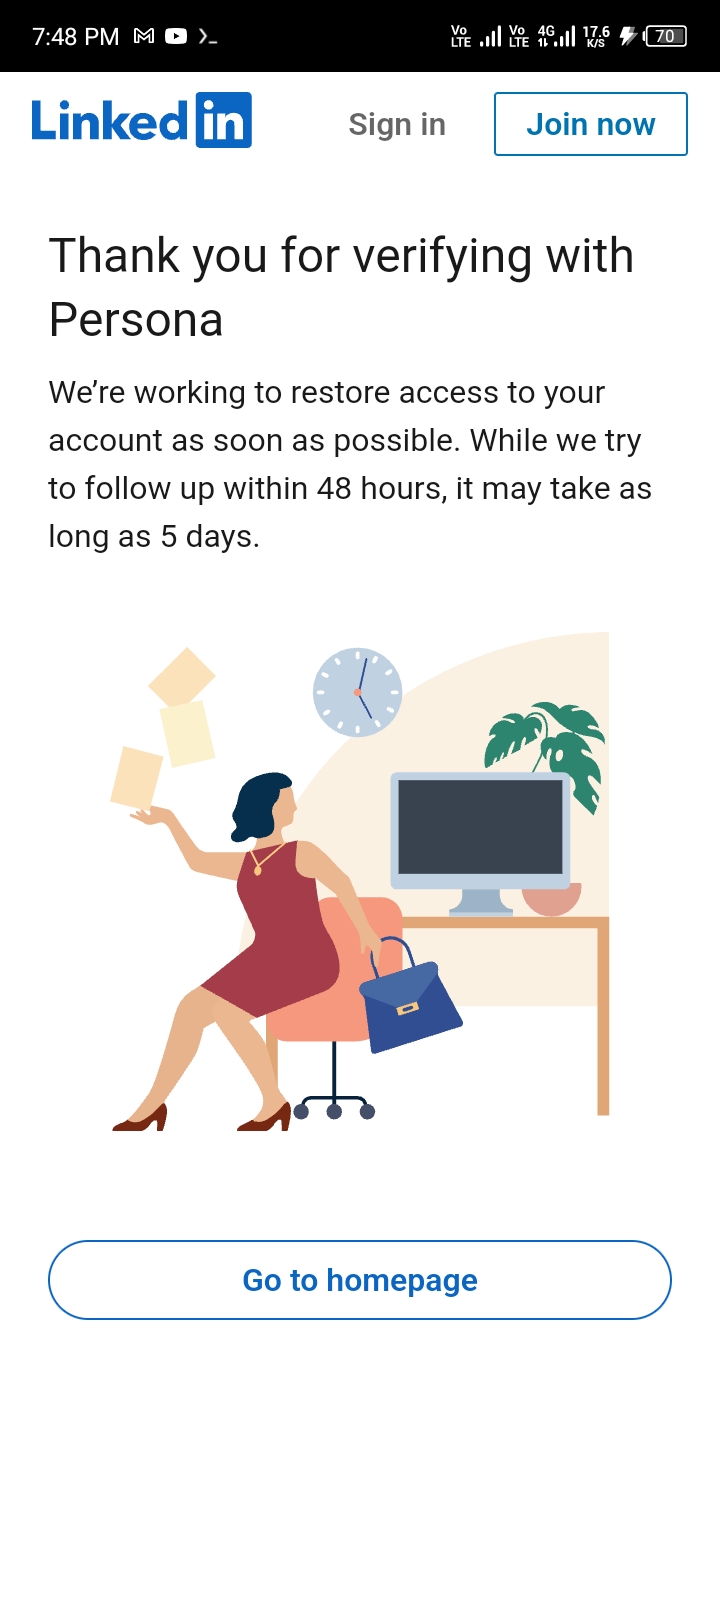 7:48 PM
Vo LTE Vo LTE 4G 17.6 K/S 70
Linked in Sign in Join now
Thank you for verifying with
Persona
We’re working to restore access to your
account as soon as possible. While we try
to follow up within 48 hours, it may take as
long as 5 days.
Go to homepage